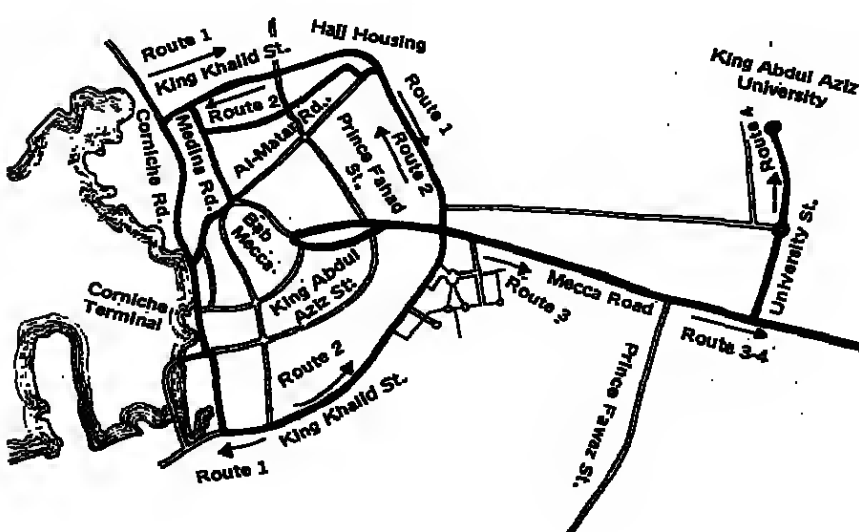 Route 1
King Khalid St.
Hajj Housing
King Abdul Aziz
University
Route 2
Route 1
Al-Matar Rd.
Medina Rd.
Corniche Rd.
Prince Fahad
St.
Route 2
Route 4
Bab
Mecca
University St.
King Abdul
Aziz St.
Corniche
Terminal
Route 3
Mecca Road
Route 3-4
Route 2
Prince Fawaz St.
King Khalid St.
Route 1